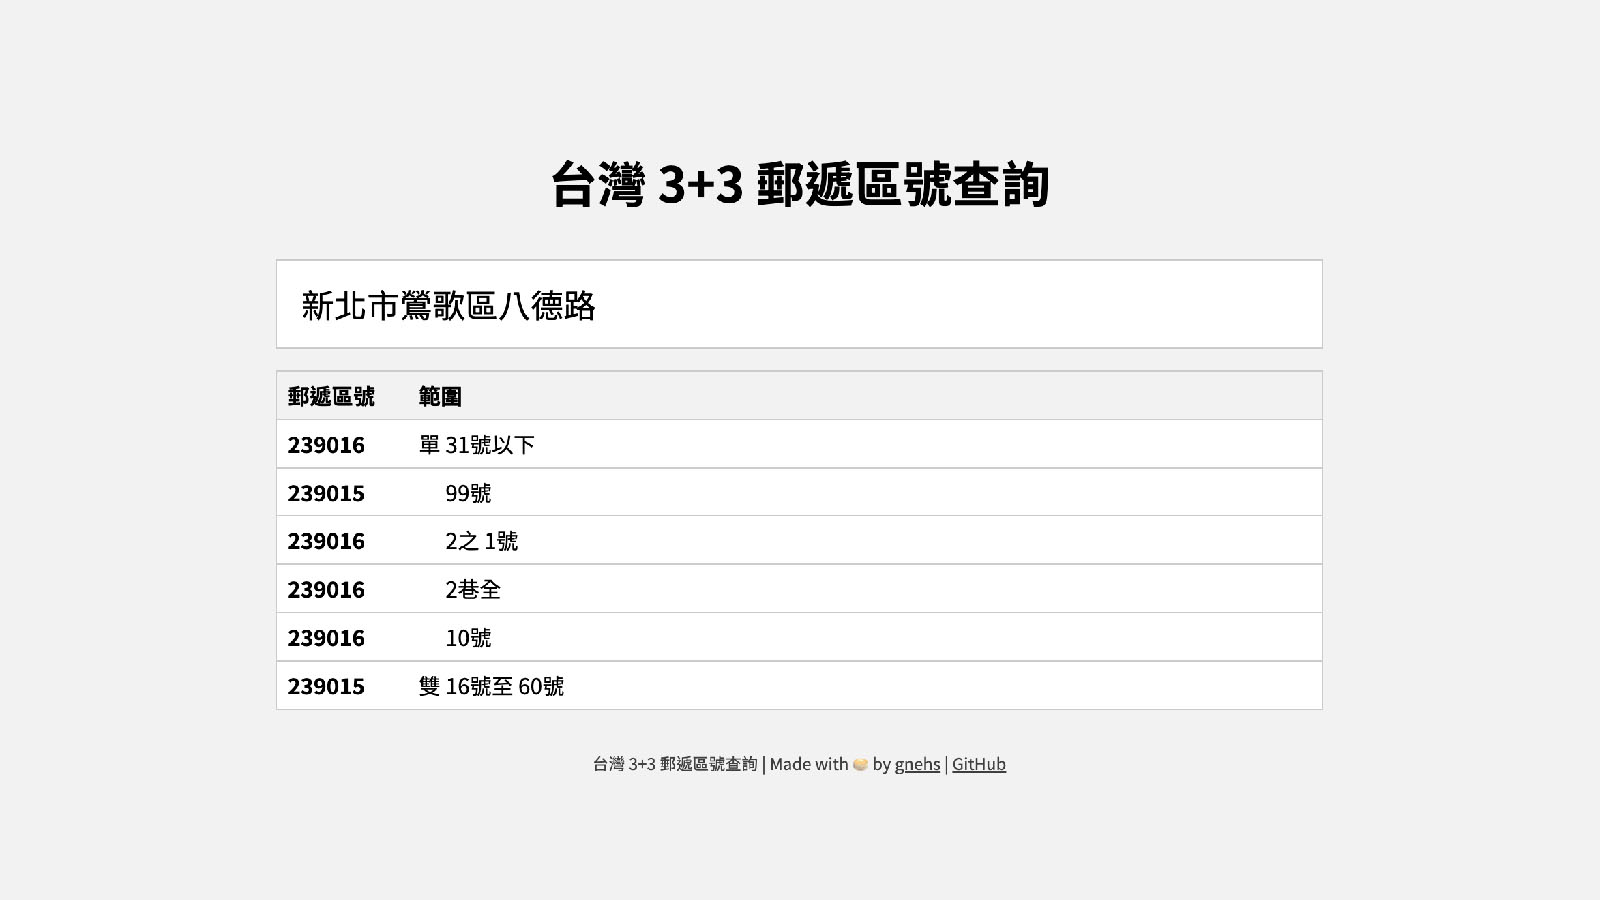 台灣 3+3 郵遞區號查詢
新北市鶯歌區八德路
郵遞區號 範圍
239016 單 31號以下
239015 99號
239016 2之 1號
239016 2巷全
239016 10號
239015 雙 16號至 60號
台灣 3+3 郵遞區號查詢 | Made with 🥔 by gnehs | GitHub